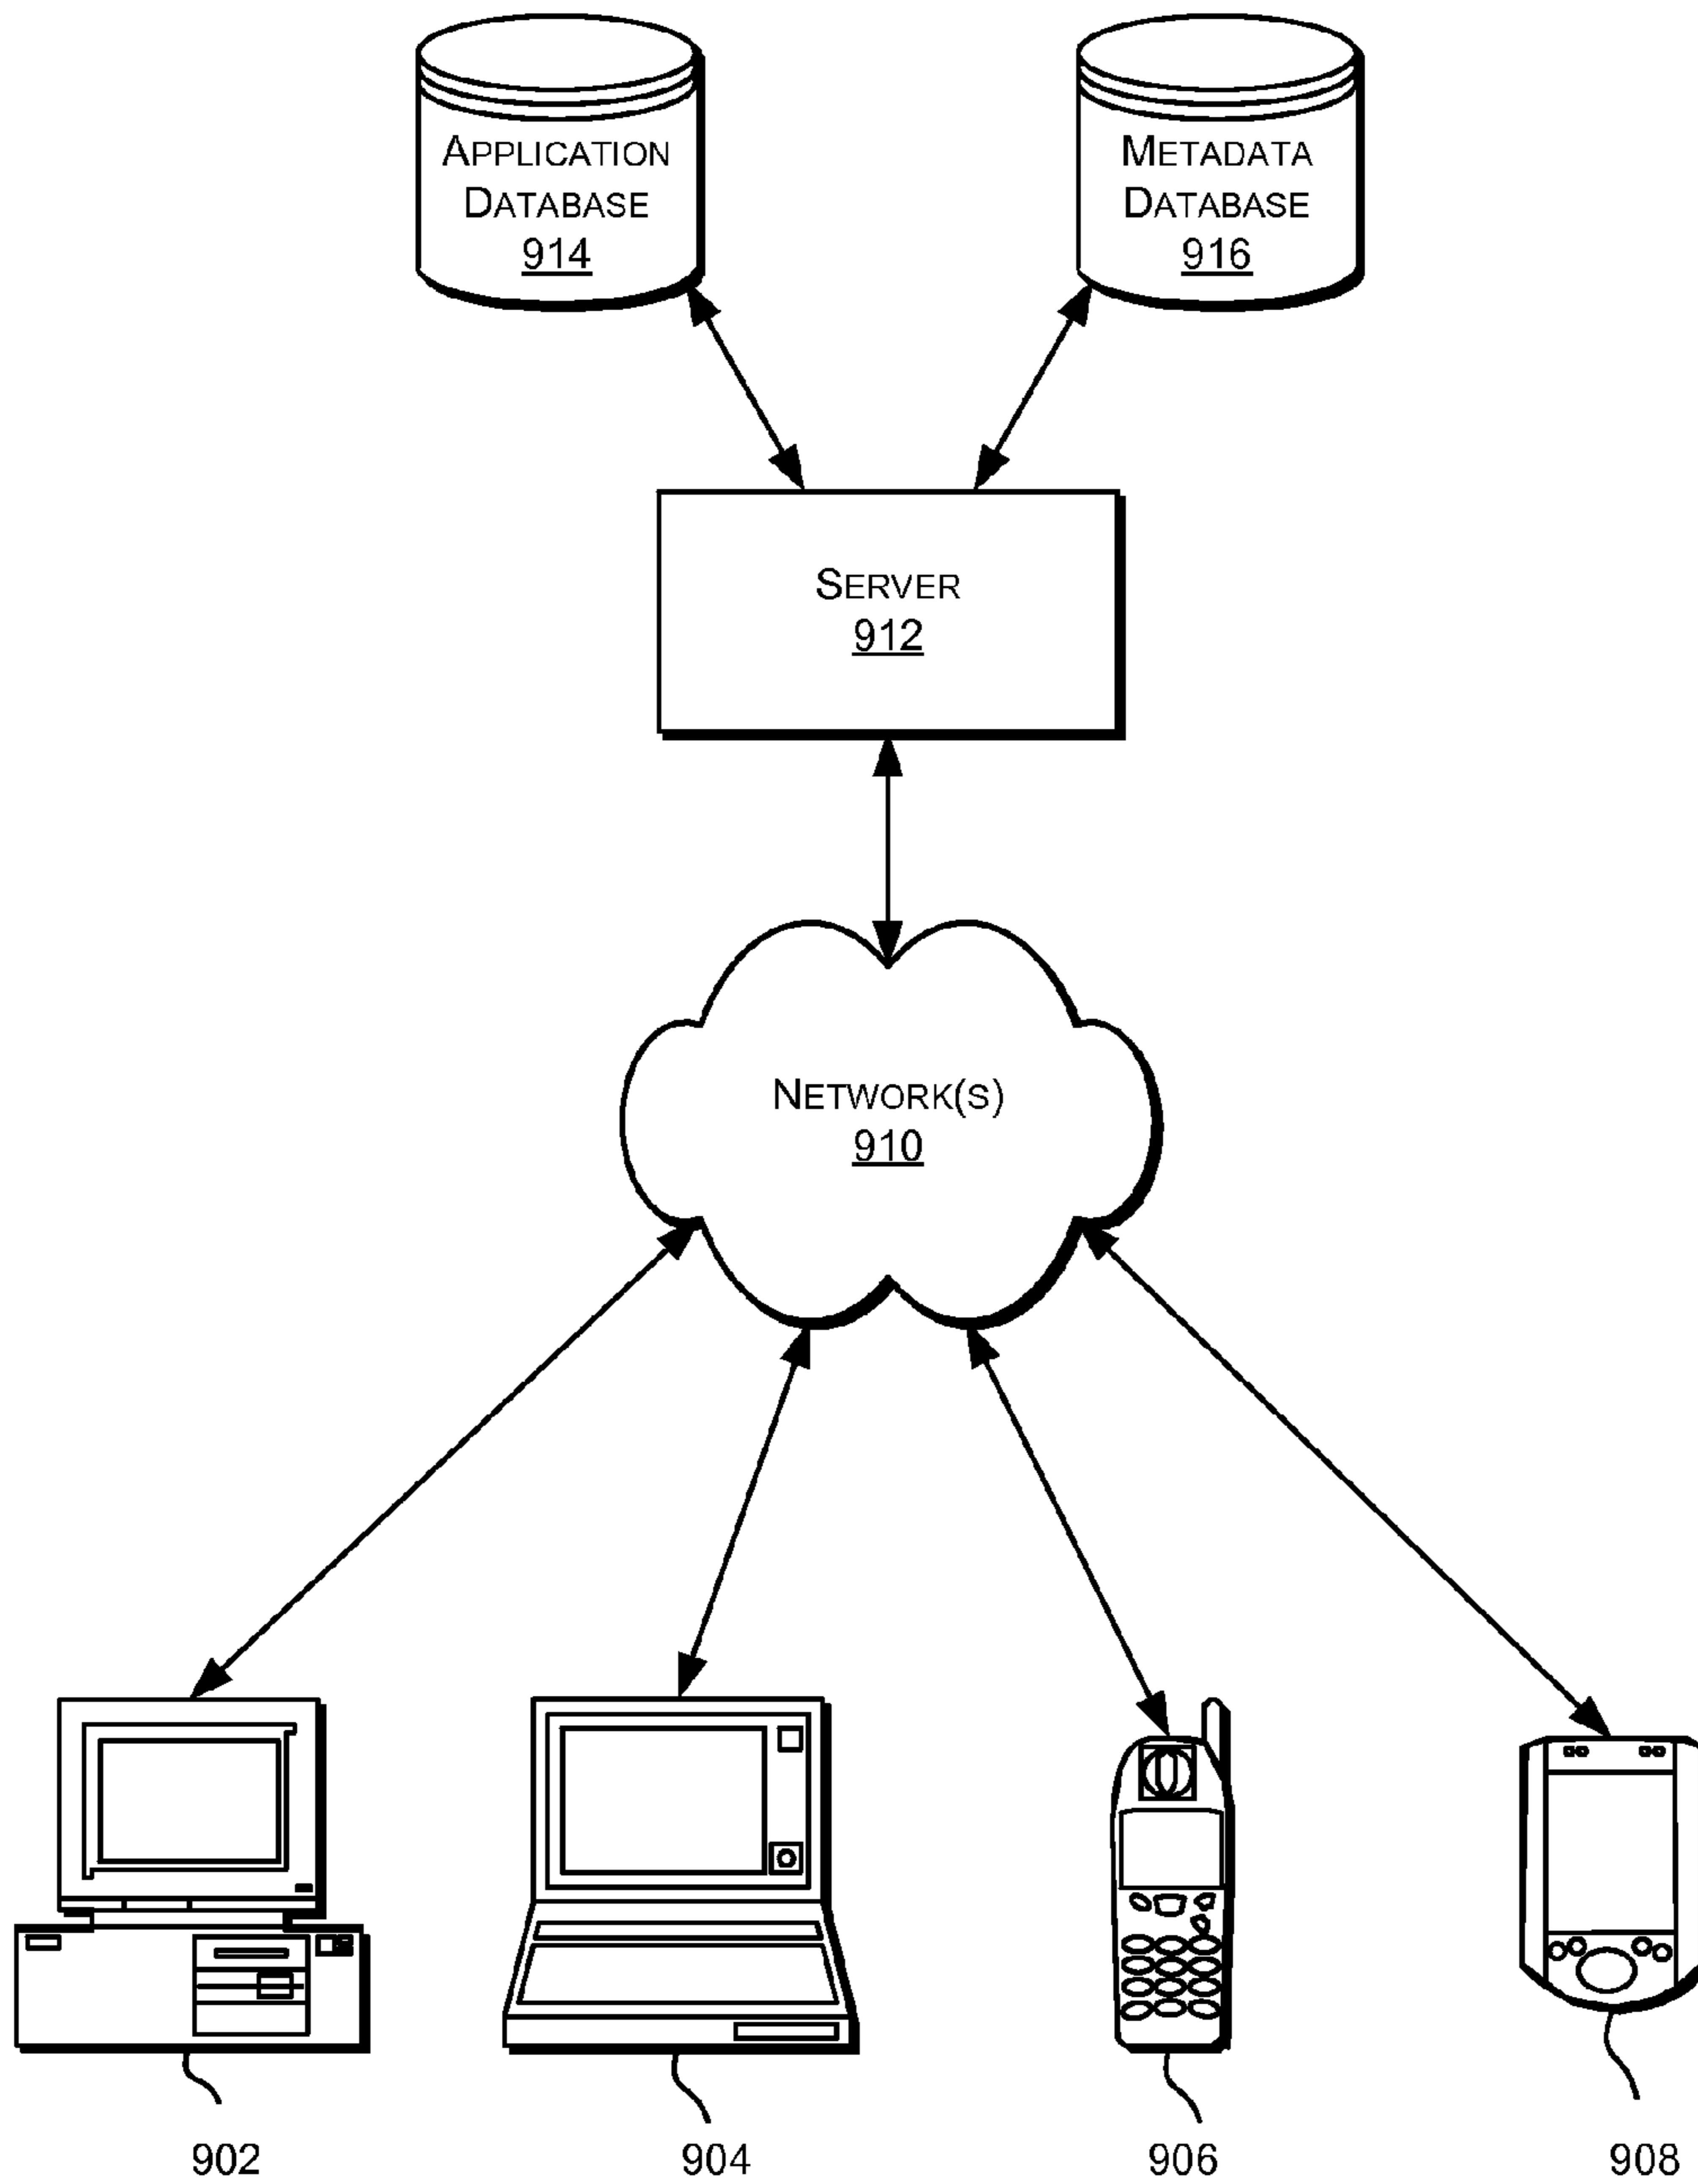 APPLICATION
DATABASE
914
METADATA
DATABASE
916
SERVER
912
NETWORK(S)
910
902
904
906
908